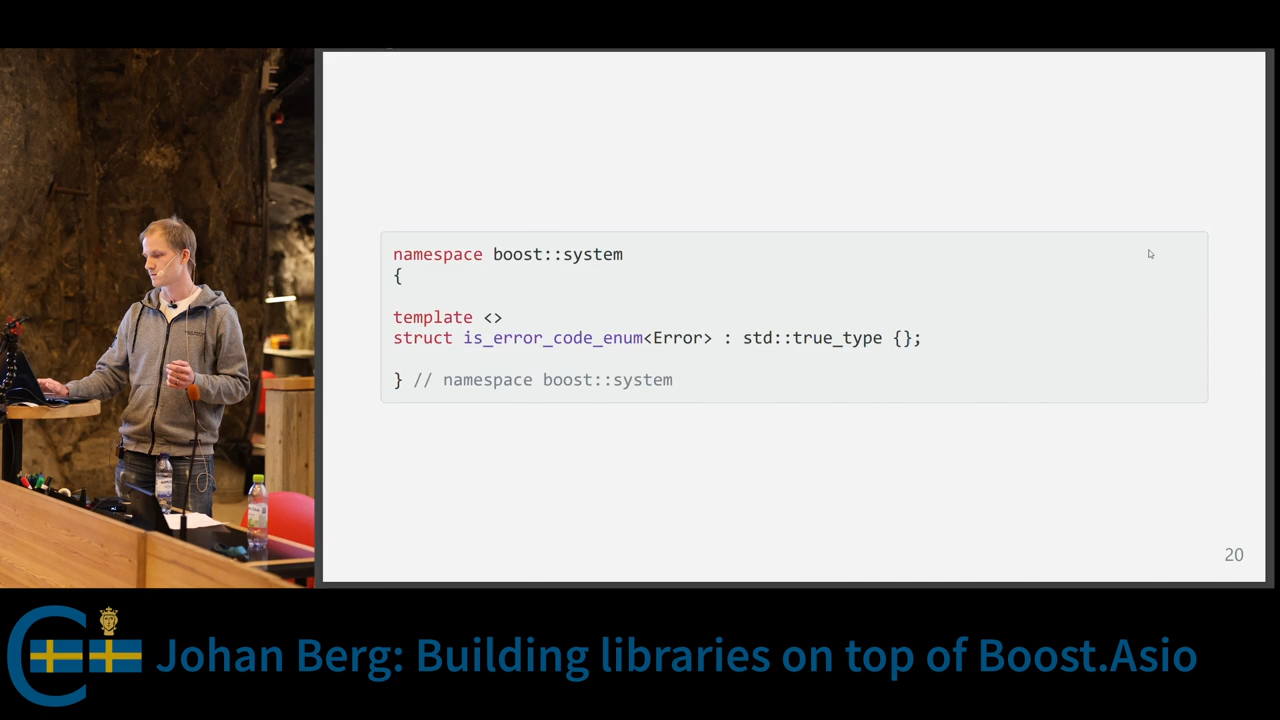 namespace boost::system
{
template <>
struct is_error_code_enum<Error> : std::true_type {};
} // namespace boost::system
20
Johan Berg: Building libraries on top of Boost.Asio